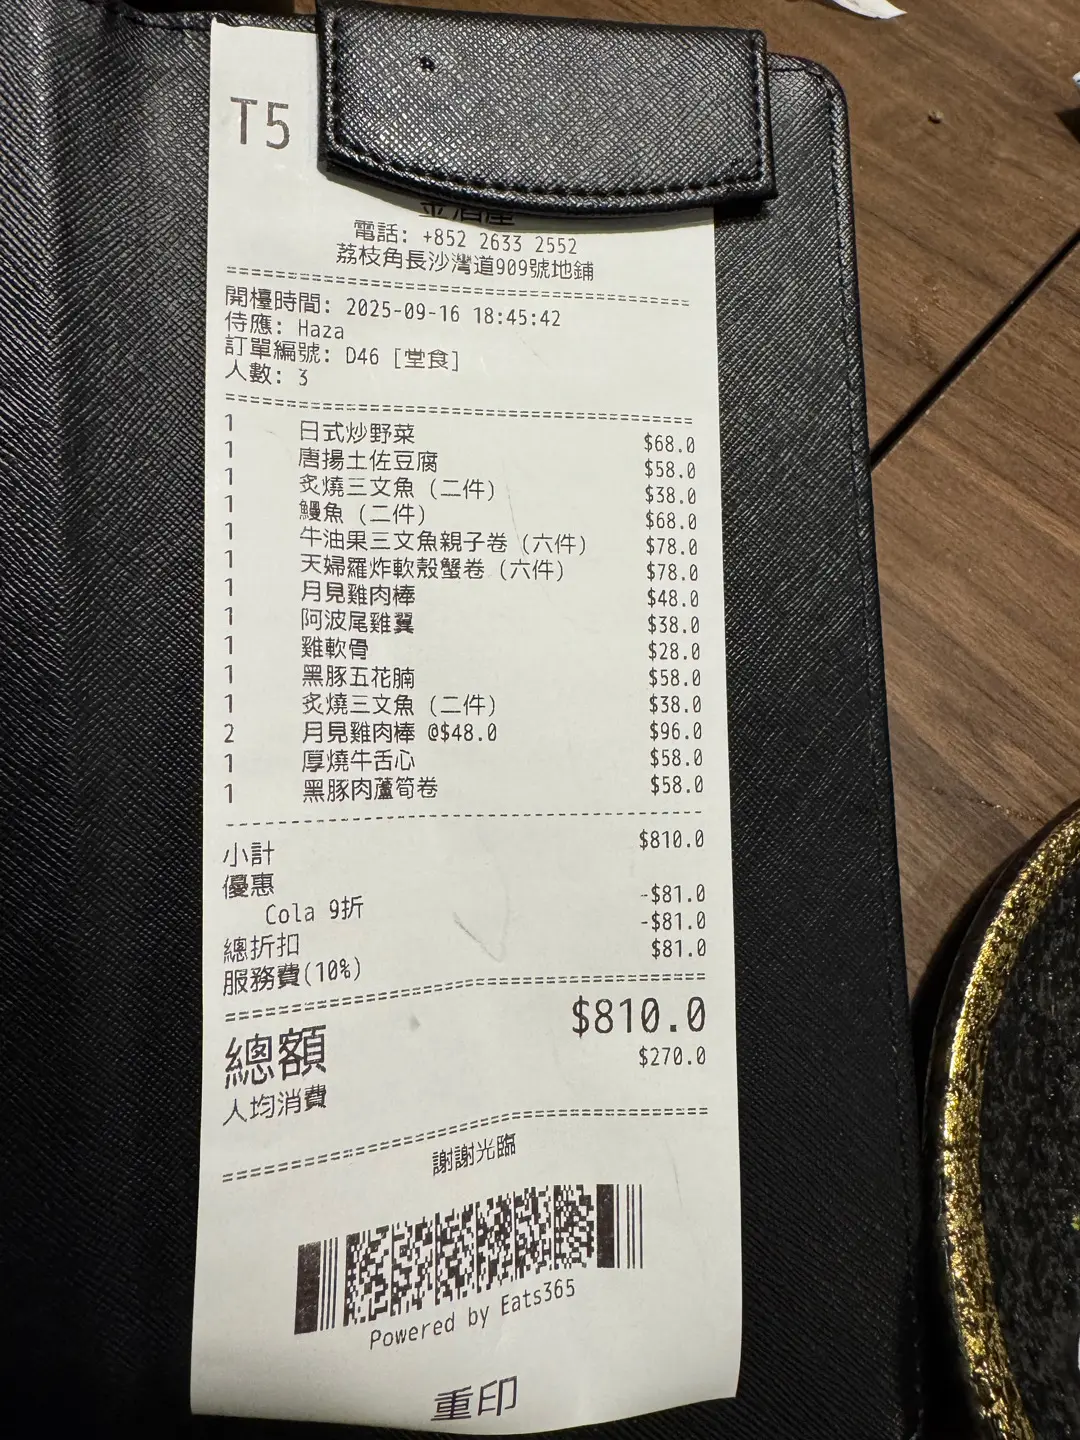 T5
電話: +852 2633 2552
荔枝角長沙灣道909號地鋪
開檯時間: 2025-09-16 18:45:42
侍應: Haza
訂單編號: D46 [堂食]
人數: 3
1 日式炒野菜 $68.0
1 唐揚土佐豆腐 $58.0
1 炙燒三文魚 (二件) $38.0
1 鰻魚 (二件) $68.0
1 牛油果三文魚親子卷 (六件) $78.0
1 天婦羅炸軟殼蟹卷 (六件) $78.0
1 月見雞肉棒 $48.0
1 阿波尾雞翼 $38.0
1 雞軟骨 $28.0
1 黑豚五花腩 $58.0
1 炙燒三文魚 (二件) $38.0
2 月見雞肉棒 @$48.0 $96.0
1 厚燒牛舌心 $58.0
1 黑豚肉蘆筍卷 $58.0
小計 $810.0
優惠
Cola 9折 -$81.0
總折扣 -$81.0
服務費(10%) $81.0
總額 $810.0
人均消費 $270.0
謝謝光臨
Powered by Eats365
重印